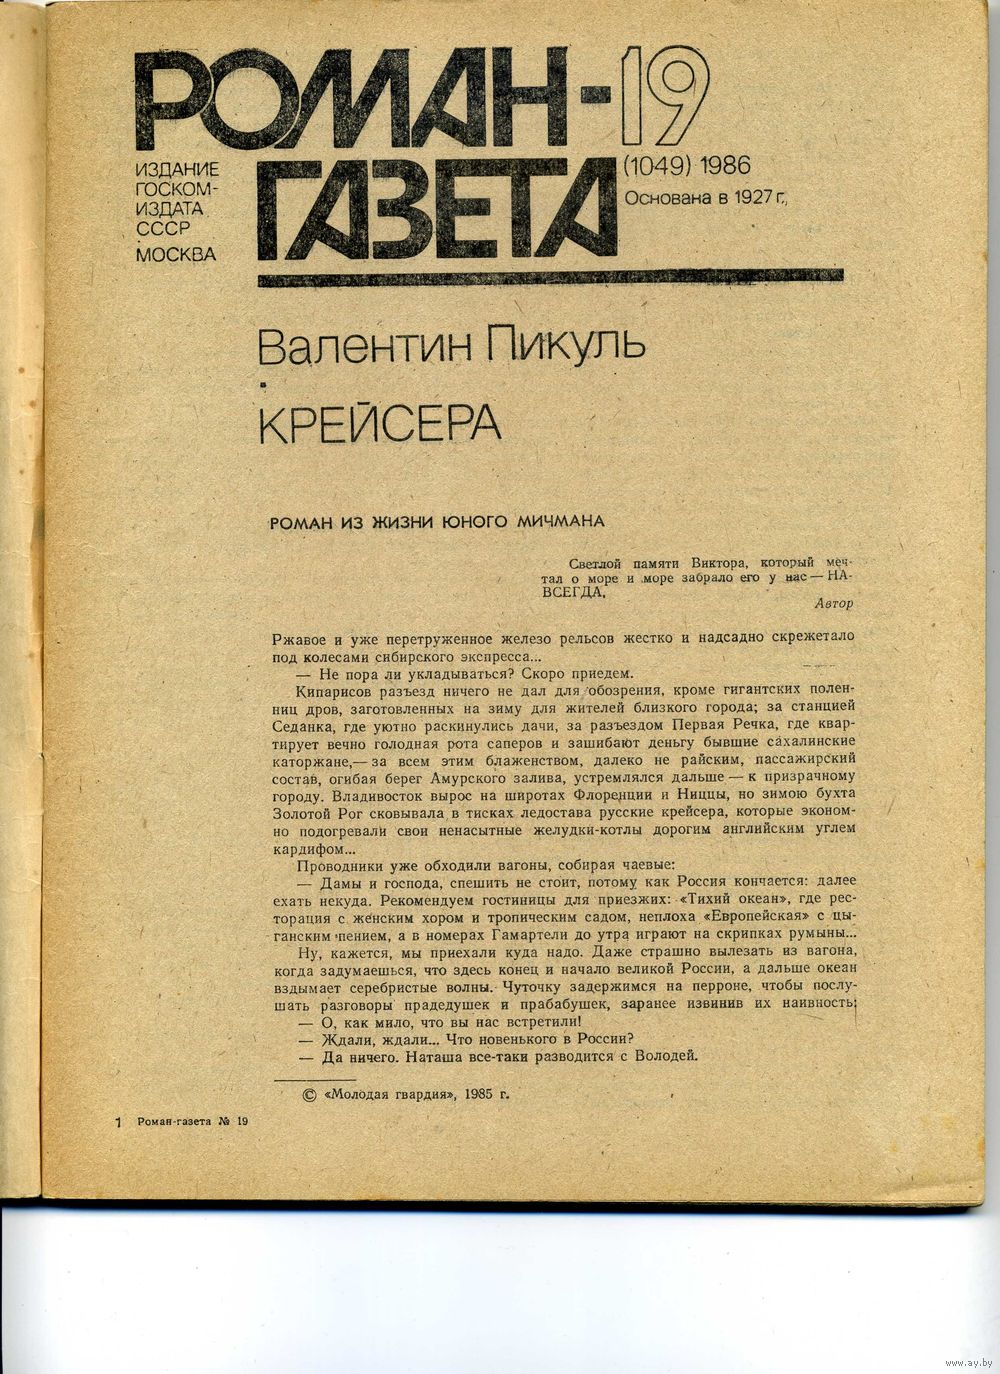 РОМАН-19
ГАЗЕТА
ИЗДАНИЕ
ГОСКОМ-
ИЗДАТА
СССР
МОСКВА
(1049) 1986
Основана в 1927 г.
Валентин Пикуль
КРЕЙСЕРА
РОМАН ИЗ ЖИЗНИ ЮНОГО МИЧМАНА
Светлой памяти Виктора, который меч-
тал о море и море забрало его у нас — НА-
ВСЕГДА.
Автор
Ржавое и уже перетруженное железо рельсов жестко и надсадно скрежетало
под колесами сибирского экспресса...
— Не пора ли укладываться? Скоро приедем.
Кипарисов разъезд ничего не дал для обозрения, кроме гигантских полен-
ниц дров, заготовленных на зиму для жителей близкого города; за станцией
Седанка, где уютно раскинулись дачи, за разъездом Первая Речка, где квар-
тирует вечно голодная рота саперов и зашибают деньгу бывшие сахалинские
каторжане,— за всем этим блаженством, далеко не райским, пассажирский
состав, огибая берег Амурского залива, устремлялся дальше — к призрачному
городу. Владивосток вырос на широтах Флоренции и Ниццы, но зимою бухта
Золотой Рог сковывала в тисках ледостава русские крейсера, которые эконом-
но подогревали свои ненасытные желудки-котлы дорогим английским углем
кардифом...
Проводники уже обходили вагоны, собирая чаевые:
— Дамы и господа, спешить не стоит, потому как Россия кончается: далее
ехать некуда. Рекомендуем гостиницы для приезжих: «Тихий океан», где рес-
торация с женским хором и тропическим садом, неплоха «Европейская» с цы-
ганским пением, а в номерах Гамартели до утра играют на скрипках румыны...
Ну, кажется, мы приехали куда надо. Даже страшно вылезать из вагона,
когда задумаешься, что здесь конец и начало великой России, а дальше океан
вздымает серебристые волны. Чуточку задержимся на перроне, чтобы послу-
шать разговоры прадедушек и прабабушек, заранее извинив их наивность:
— О, как мило, что вы нас встретили!
— Ждали, ждали... Что новенького в России?
— Да ничего. Наташа все-таки разводится с Володей.
© «Молодая гвардия», 1985 г.
1 Роман-газета № 19
www.ay.by